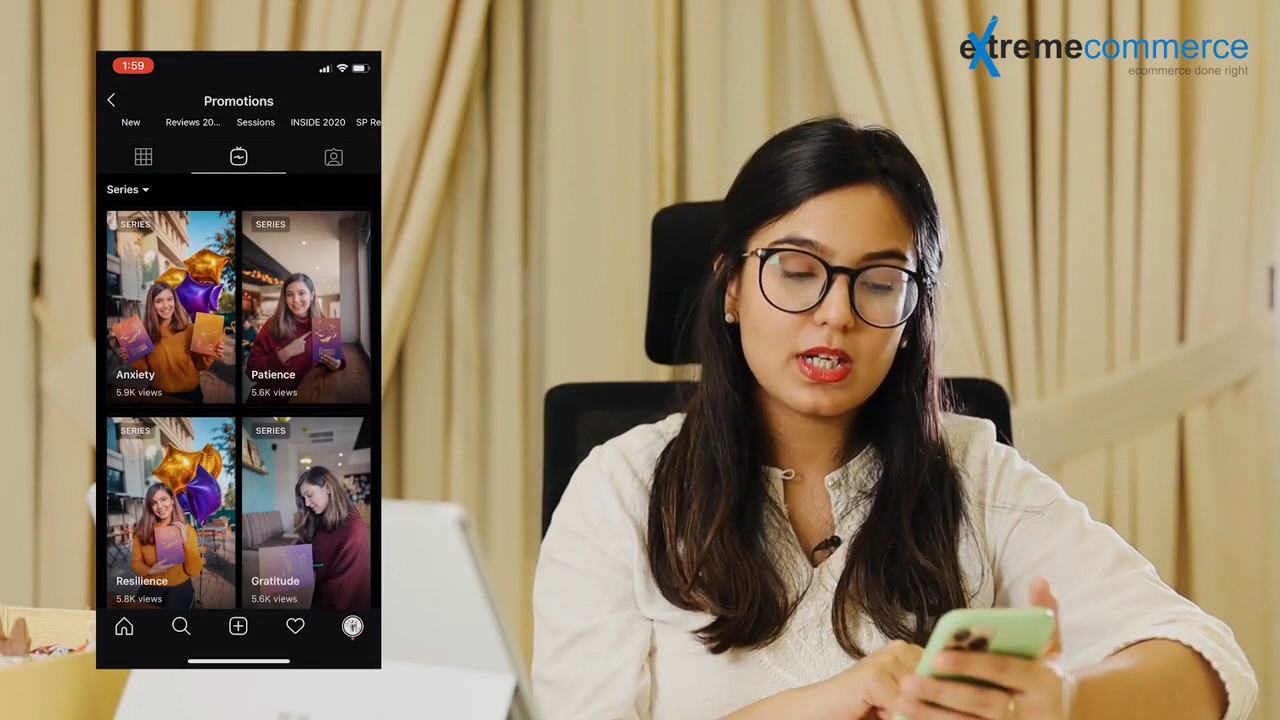 1:59
Promotions
New Reviews 20... Sessions INSIDE 2020 SP Re
Series
SERIES SERIES
Anxiety Patience
5.9K views 5.6K views
SERIES SERIES
Resilience Gratitude
5.8K views 5.6K views
extremecommerce
ecommerce done right